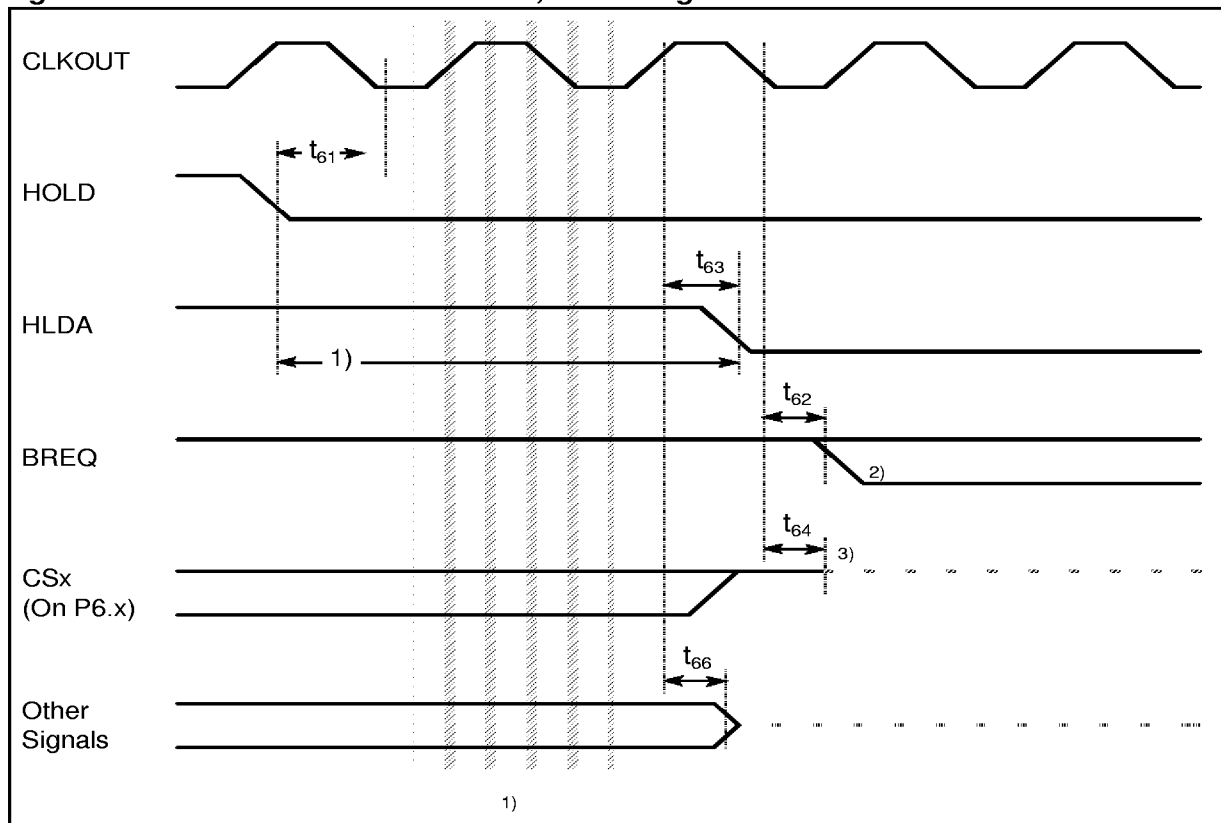 CLKOUT
t61
HOLD
t63
HLDA
1)
t62
BREQ
2)
t64
3)
CSx
(On P6.x)
t66
Other
Signals
1)